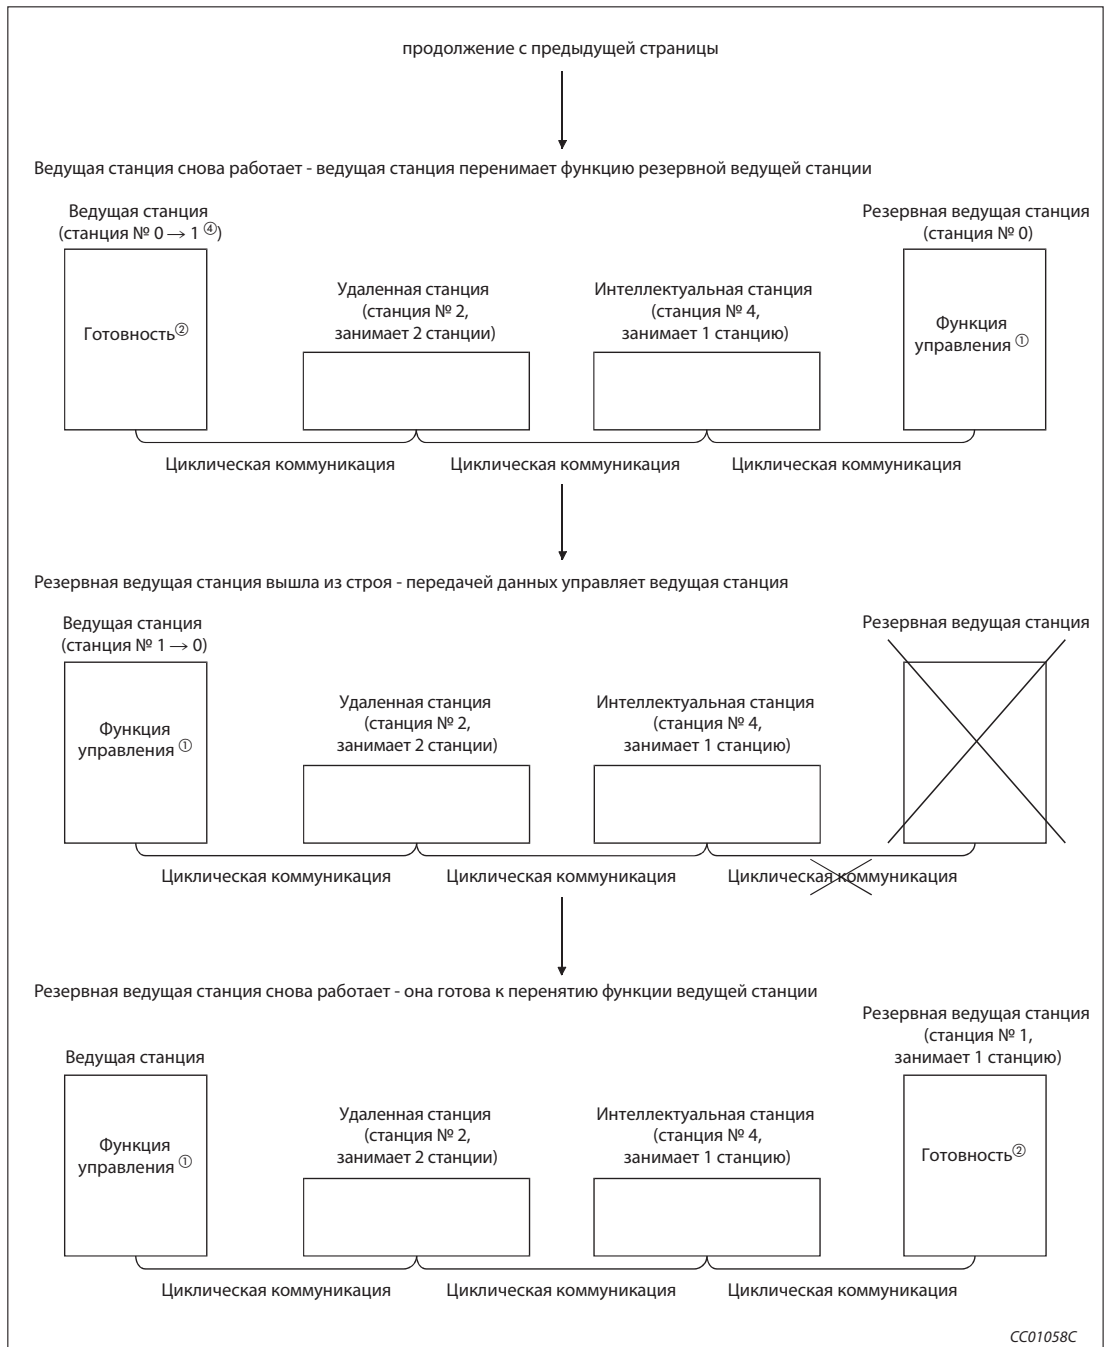 продолжение с предыдущей страницы
Ведущая станция снова работает - ведущая станция перенимает функцию резервной ведущей станции
Ведущая станция
(станция № 0 → 1 ④)
Резервная ведущая станция
(станция № 0)
Удаленная станция
(станция № 2,
занимает 2 станции)
Интеллектуальная станция
(станция № 4,
занимает 1 станцию)
Готовность②
Функция
управления ①
Циклическая коммуникация
Циклическая коммуникация
Циклическая коммуникация
Резервная ведущая станция вышла из строя - передачей данных управляет ведущая станция
Ведущая станция
(станция № 1 → 0)
Резервная ведущая станция
Удаленная станция
(станция № 2,
занимает 2 станции)
Интеллектуальная станция
(станция № 4,
занимает 1 станцию)
Функция
управления ①
Циклическая коммуникация
Циклическая коммуникация
Циклическая коммуникация
Резервная ведущая станция снова работает - она готова к перенятию функции ведущей станции
Резервная ведущая станция
(станция № 1,
занимает 1 станцию)
Ведущая станция
Удаленная станция
(станция № 2,
занимает 2 станции)
Интеллектуальная станция
(станция № 4,
занимает 1 станцию)
Функция
управления ①
Готовность②
Циклическая коммуникация
Циклическая коммуникация
Циклическая коммуникация
CC01058C